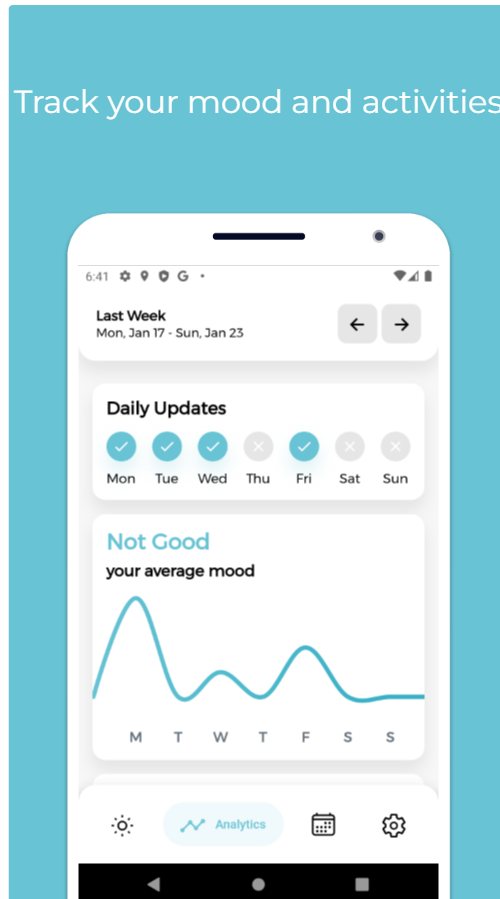 Track your mood and activities
6:41
Last Week
Mon, Jan 17 - Sun, Jan 23
Daily Updates
Mon Tue Wed Thu Fri Sat Sun
Not Good
your average mood
M T W T F S S
Analytics